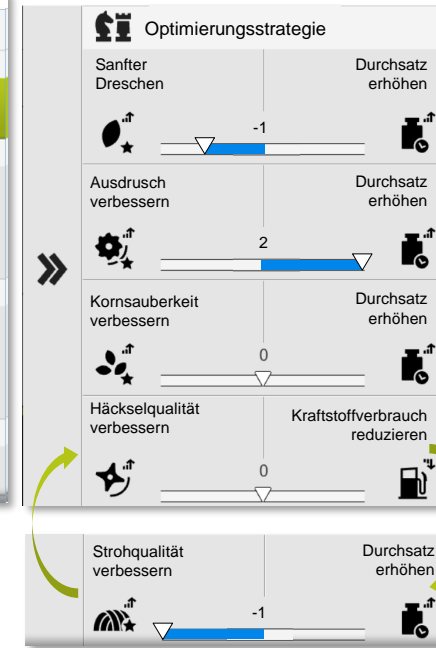 Optimierungsstrategie
Sanfter
Dreschen
Durchsatz
erhöhen
-1
Ausdrusch
verbessern
Durchsatz
erhöhen
2
Kornsauberkeit
verbessern
Durchsatz
erhöhen
0
Häckselqualität
verbessern
Kraftstoffverbrauch
reduzieren
0
Strohqualität
verbessern
Durchsatz
erhöhen
-1